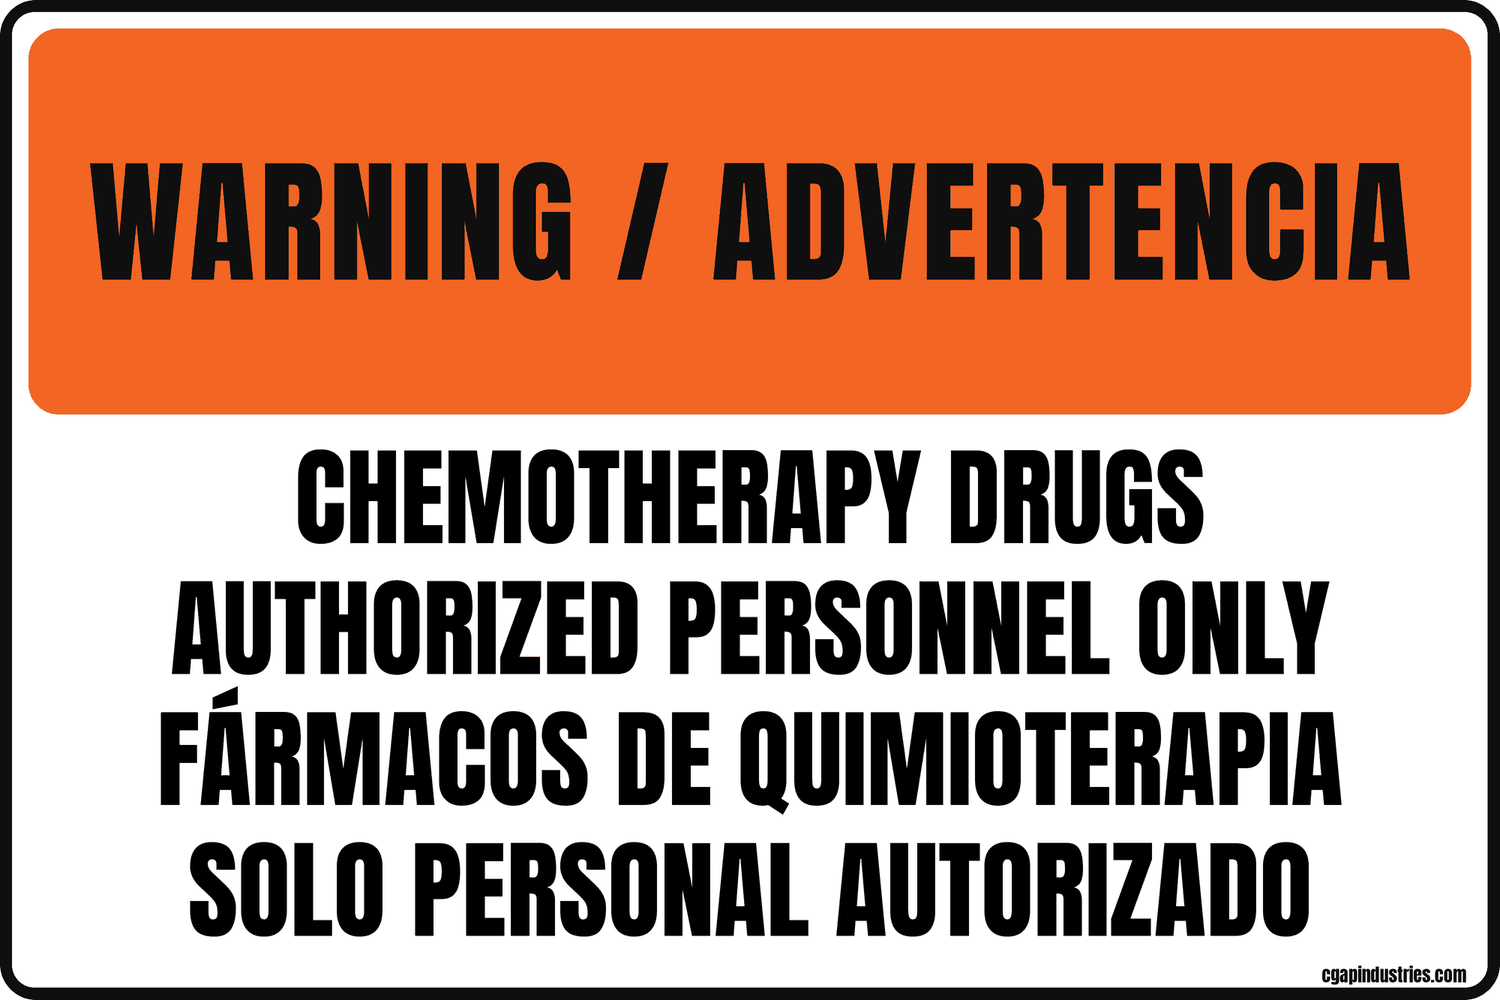 WARNING / ADVERTENCIA
CHEMOTHERAPY DRUGS
AUTHORIZED PERSONNEL ONLY
FÁRMACOS DE QUIMIOTERAPIA
SOLO PERSONAL AUTORIZADO
cgapindustries.com